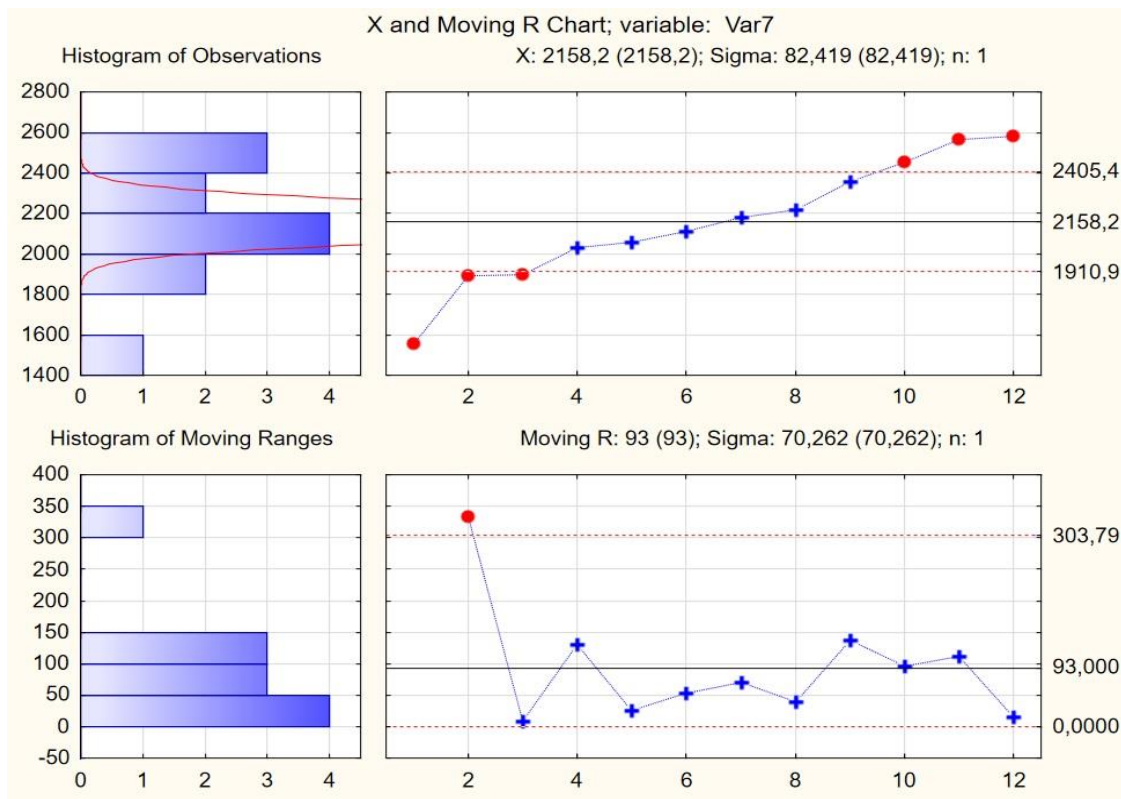 X and Moving R Chart; variable: Var7
Histogram of Observations
X: 2158,2 (2158,2); Sigma: 82,419 (82,419); n: 1
2800
2600
2400
2200
2000
1800
1600
1400
0 1 2 3 4
2405,4
2158,2
1910,9
2 4 6 8 10 12
Histogram of Moving Ranges
Moving R: 93 (93); Sigma: 70,262 (70,262); n: 1
400
350
300
250
200
150
100
50
0
-50
0 1 2 3 4
303,79
93,000
0,0000
2 4 6 8 10 12